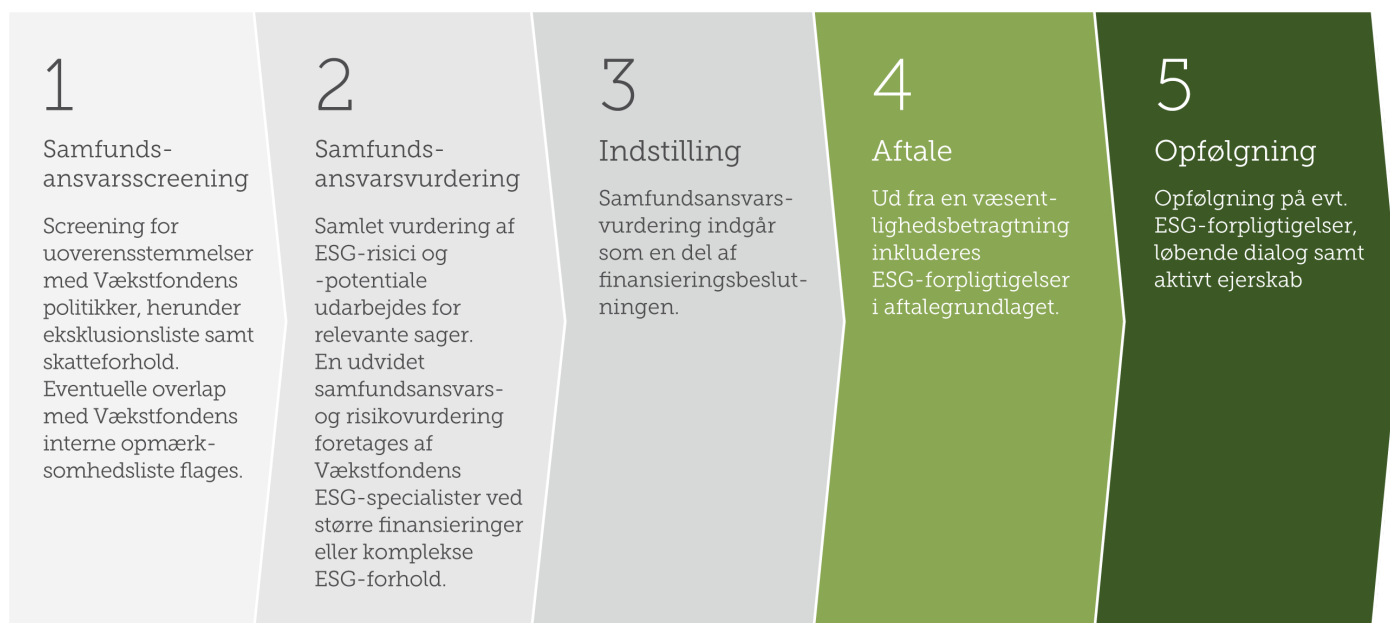 1
Samfunds-
ansvarsscreening
Screening for
uoverensstemmelser
med Vækstfondens
politikker, herunder
eksklusionsliste samt
skatteforhold.
Eventuelle overlap
med Vækstfondens
interne opmærk-
somhedsliste flages.
2
Samfunds-
ansvarsvurdering
Samlet vurdering af
ESG-risici og
-potentiale
udarbejdes for
relevante sager.
En udvidet
samfundsansvars-
og risikovurdering
foretages af
Vækstfondens
ESG-specialister ved
større finansieringer
eller komplekse
ESG-forhold.
3
Indstilling
Samfundsansvars-
vurdering indgår
som en del af
finansieringsbeslut-
ningen.
4
Aftale
Ud fra en væsent-
lighedsbetragtning
inkluderes
ESG-forpligtigelser
i aftalegrundlaget.
5
Opfølgning
Opfølgning på evt.
ESG-forpligtigelser,
løbende dialog samt
aktivt ejerskab